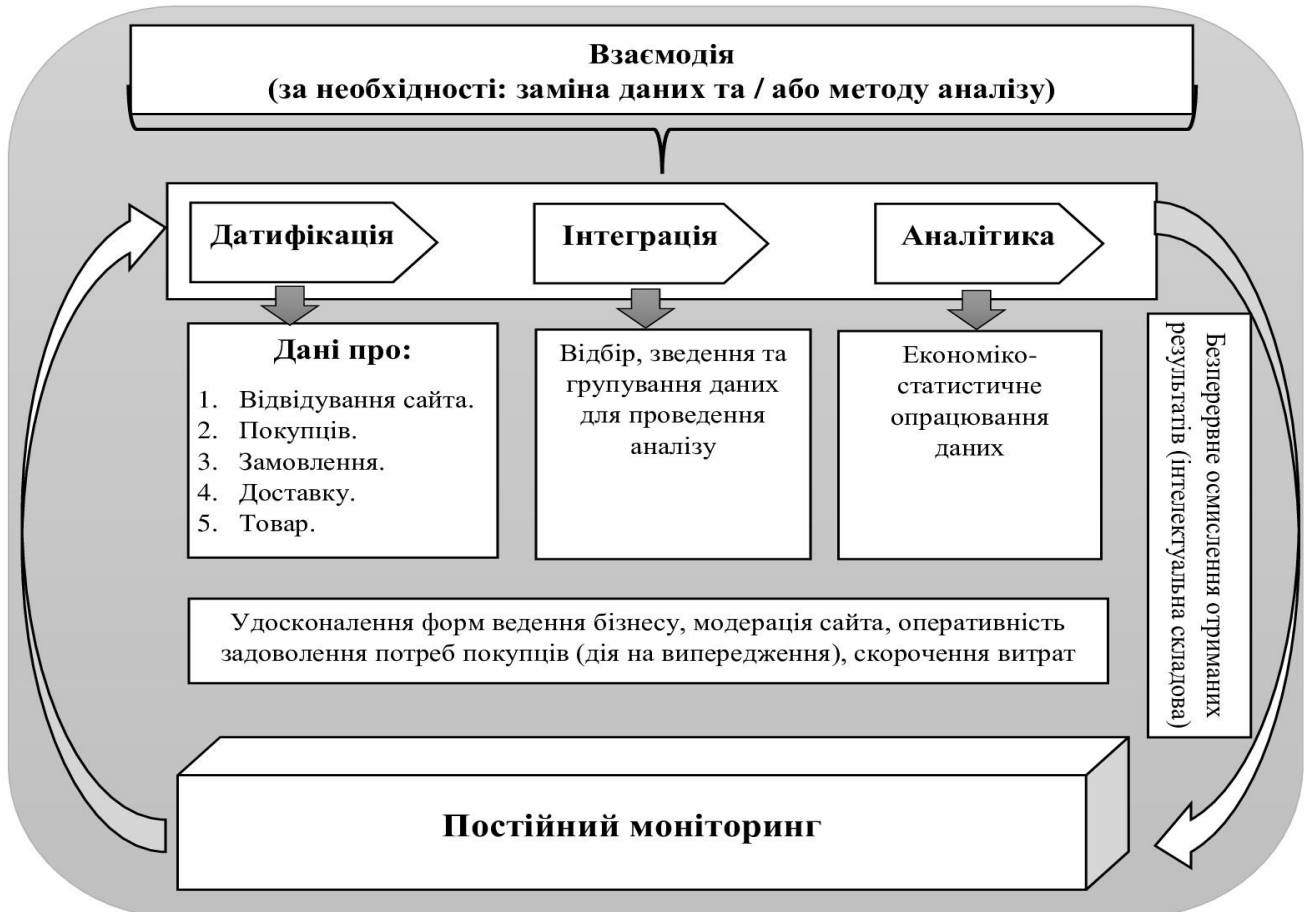 Взаємодія
(за необхідності: заміна даних та / або методу аналізу)
Датифікація
Інтеграція
Аналітика
Дані про:
1. Відвідування сайта.
2. Покупців.
3. Замовлення.
4. Доставку.
5. Товар.
Відбір, зведення та
групування даних
для проведення
аналізу
Економіко-
статистичне
опрацювання
даних
Безперервне осмислення отриманих
результатів (інтелектуальна складова)
Удосконалення форм ведення бізнесу, модерація сайта, оперативність
задоволення потреб покупців (дія на випередження), скорочення витрат
Постійний моніторинг